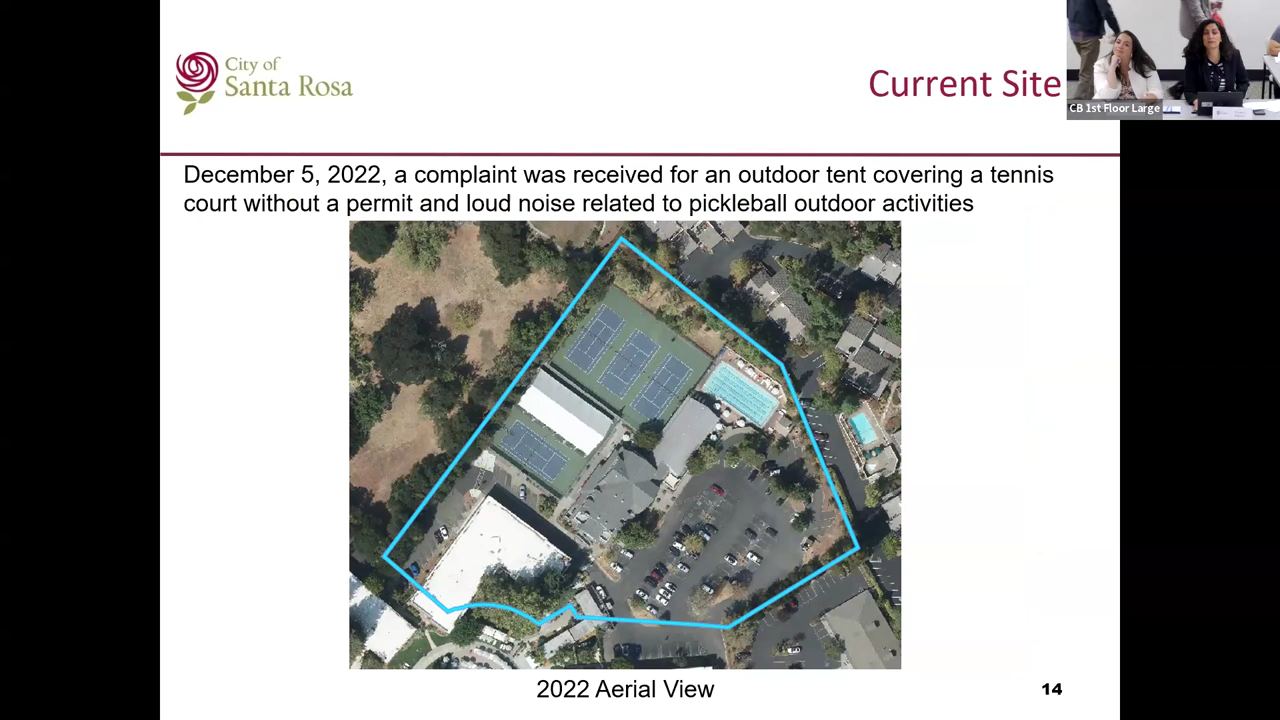 City of
Santa Rosa
Current Site
CB 1st Floor Large
December 5, 2022, a complaint was received for an outdoor tent covering a tennis
court without a permit and loud noise related to pickleball outdoor activities
2022 Aerial View
14